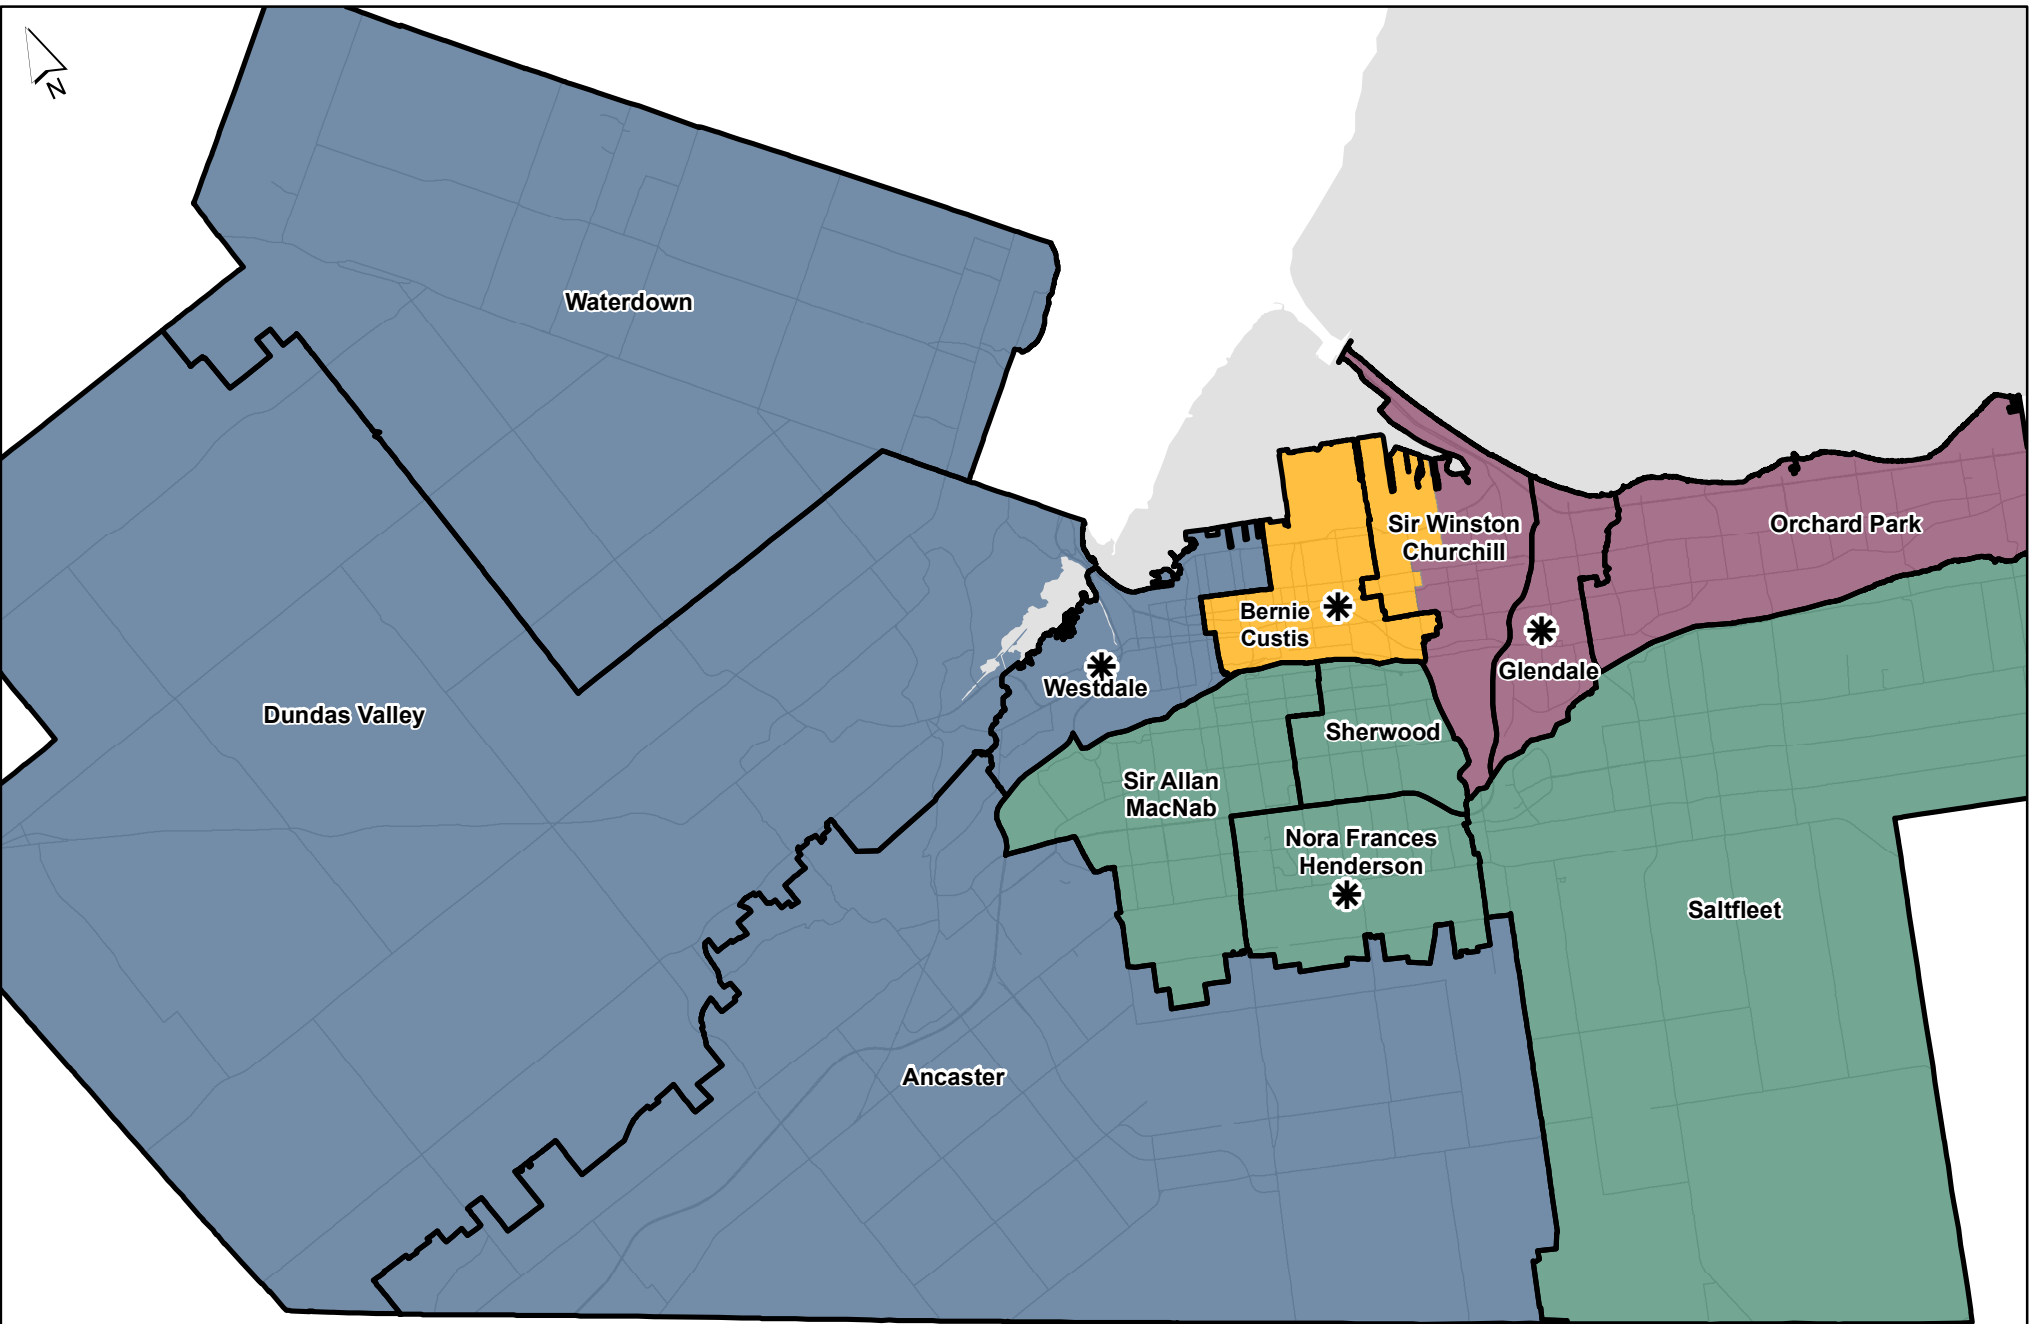 N
Waterdown
Sir Winston
Churchill
Orchard Park
Bernie
Custis
Glendale
Westdale
Dundas Valley
Sherwood
Sir Allan
MacNab
Nora Frances
Henderson
Saltfleet
Ancaster